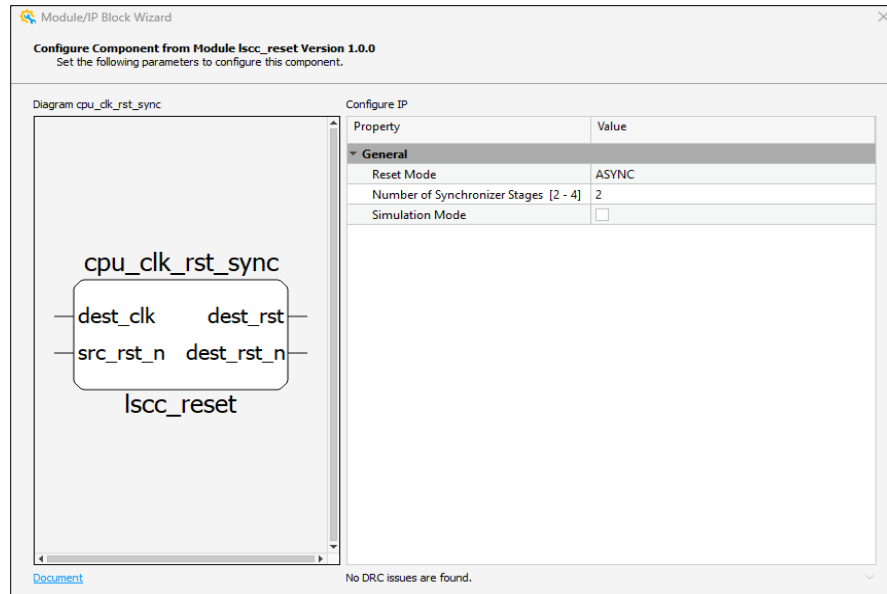 Module/IP Block Wizard
Configure Component from Module lscc_reset Version 1.0.0
Set the following parameters to configure this component.
Diagram cpu_clk_rst_sync
cpu_clk_rst_sync
dest_clk dest_rst
src_rst_n dest_rst_n
lscc_reset
Configure IP
Property Value
General
Reset Mode ASYNC
Number of Synchronizer Stages [2 - 4] 2
Simulation Mode
Document
No DRC issues are found.